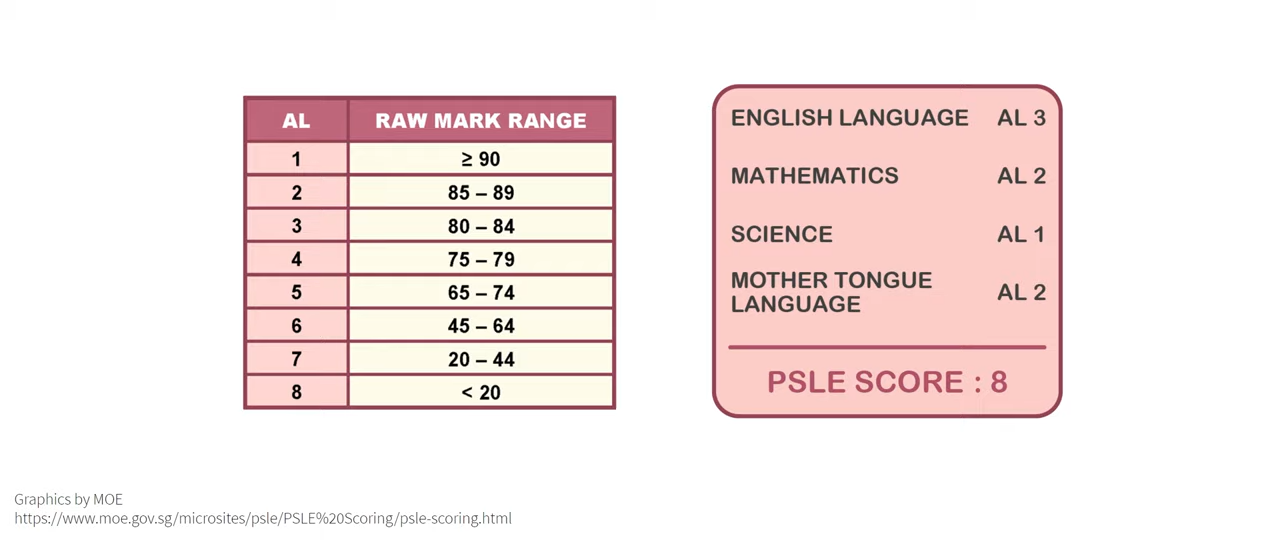 AL RAW MARK RANGE
1 ≥ 90
2 85 – 89
3 80 – 84
4 75 – 79
5 65 – 74
6 45 – 64
7 20 – 44
8 < 20
ENGLISH LANGUAGE AL 3
MATHEMATICS AL 2
SCIENCE AL 1
MOTHER TONGUE
LANGUAGE AL 2
PSLE SCORE : 8
Graphics by MOE
https://www.moe.gov.sg/microsites/psle/PSLE%20Scoring/psle-scoring.html